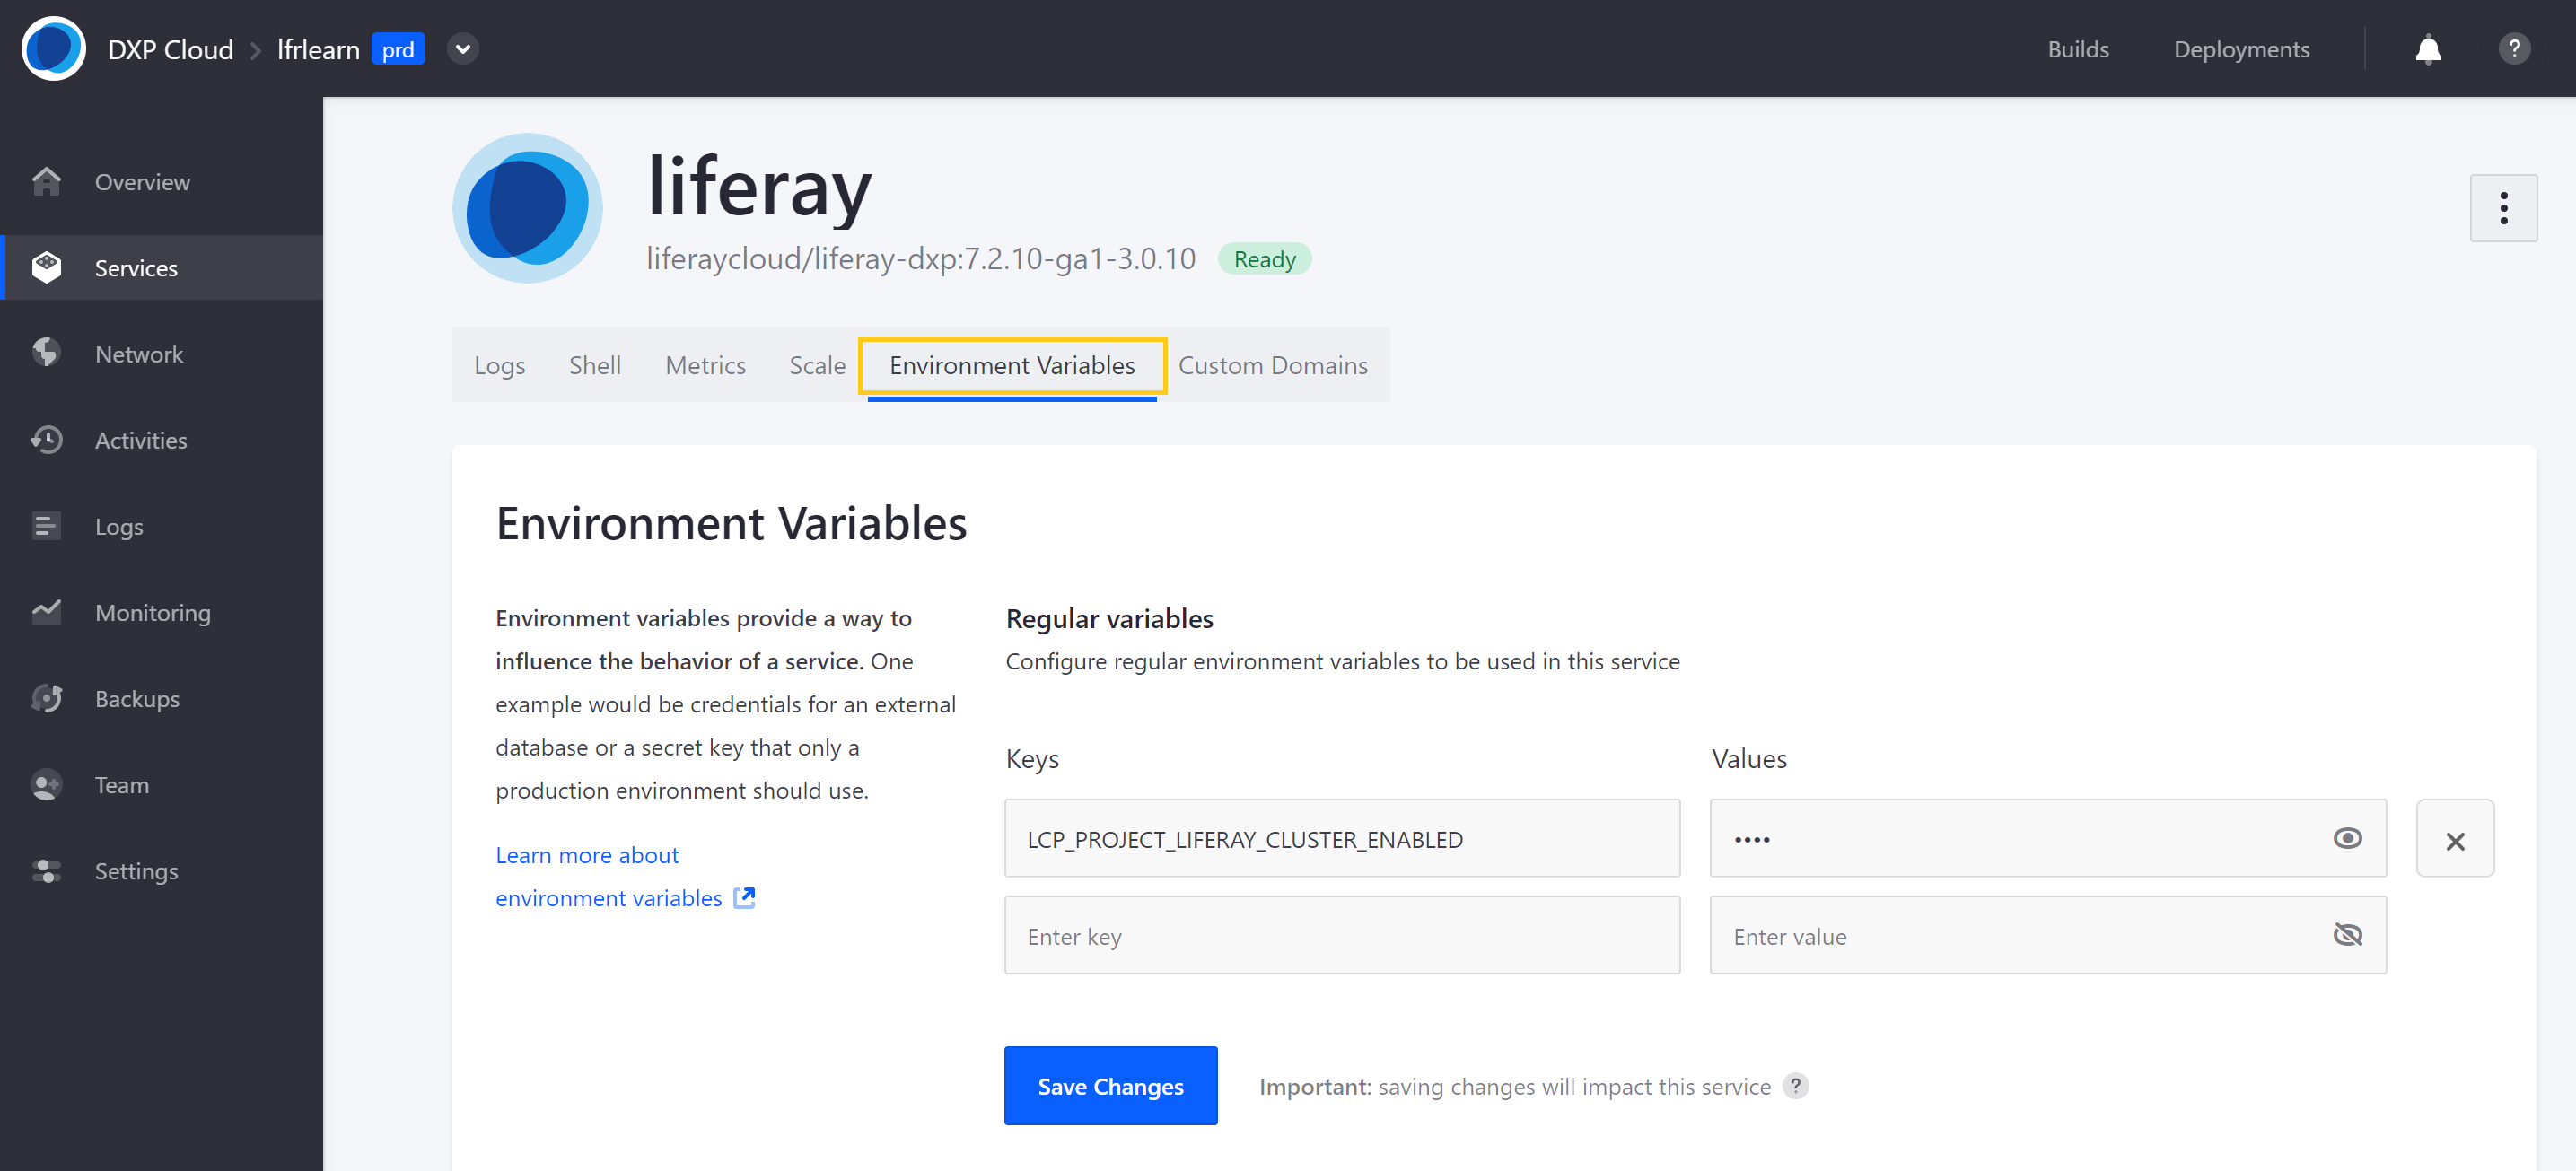 DXP Cloud > lfrlearn prd
Builds
Deployments
?
Overview
Services
Network
Activities
Logs
Monitoring
Backups
Team
Settings
liferay
liferaycloud/liferay-dxp:7.2.10-ga1-3.0.10 Ready
Logs Shell Metrics Scale Environment Variables Custom Domains
Environment Variables
Environment variables provide a way to
influence the behavior of a service. One
example would be credentials for an external
database or a secret key that only a
production environment should use.
Learn more about
environment variables
Regular variables
Configure regular environment variables to be used in this service
Keys Values
LCP_PROJECT_LIFERAY_CLUSTER_ENABLED ••••
Enter key Enter value
Save Changes Important: saving changes will impact this service ?